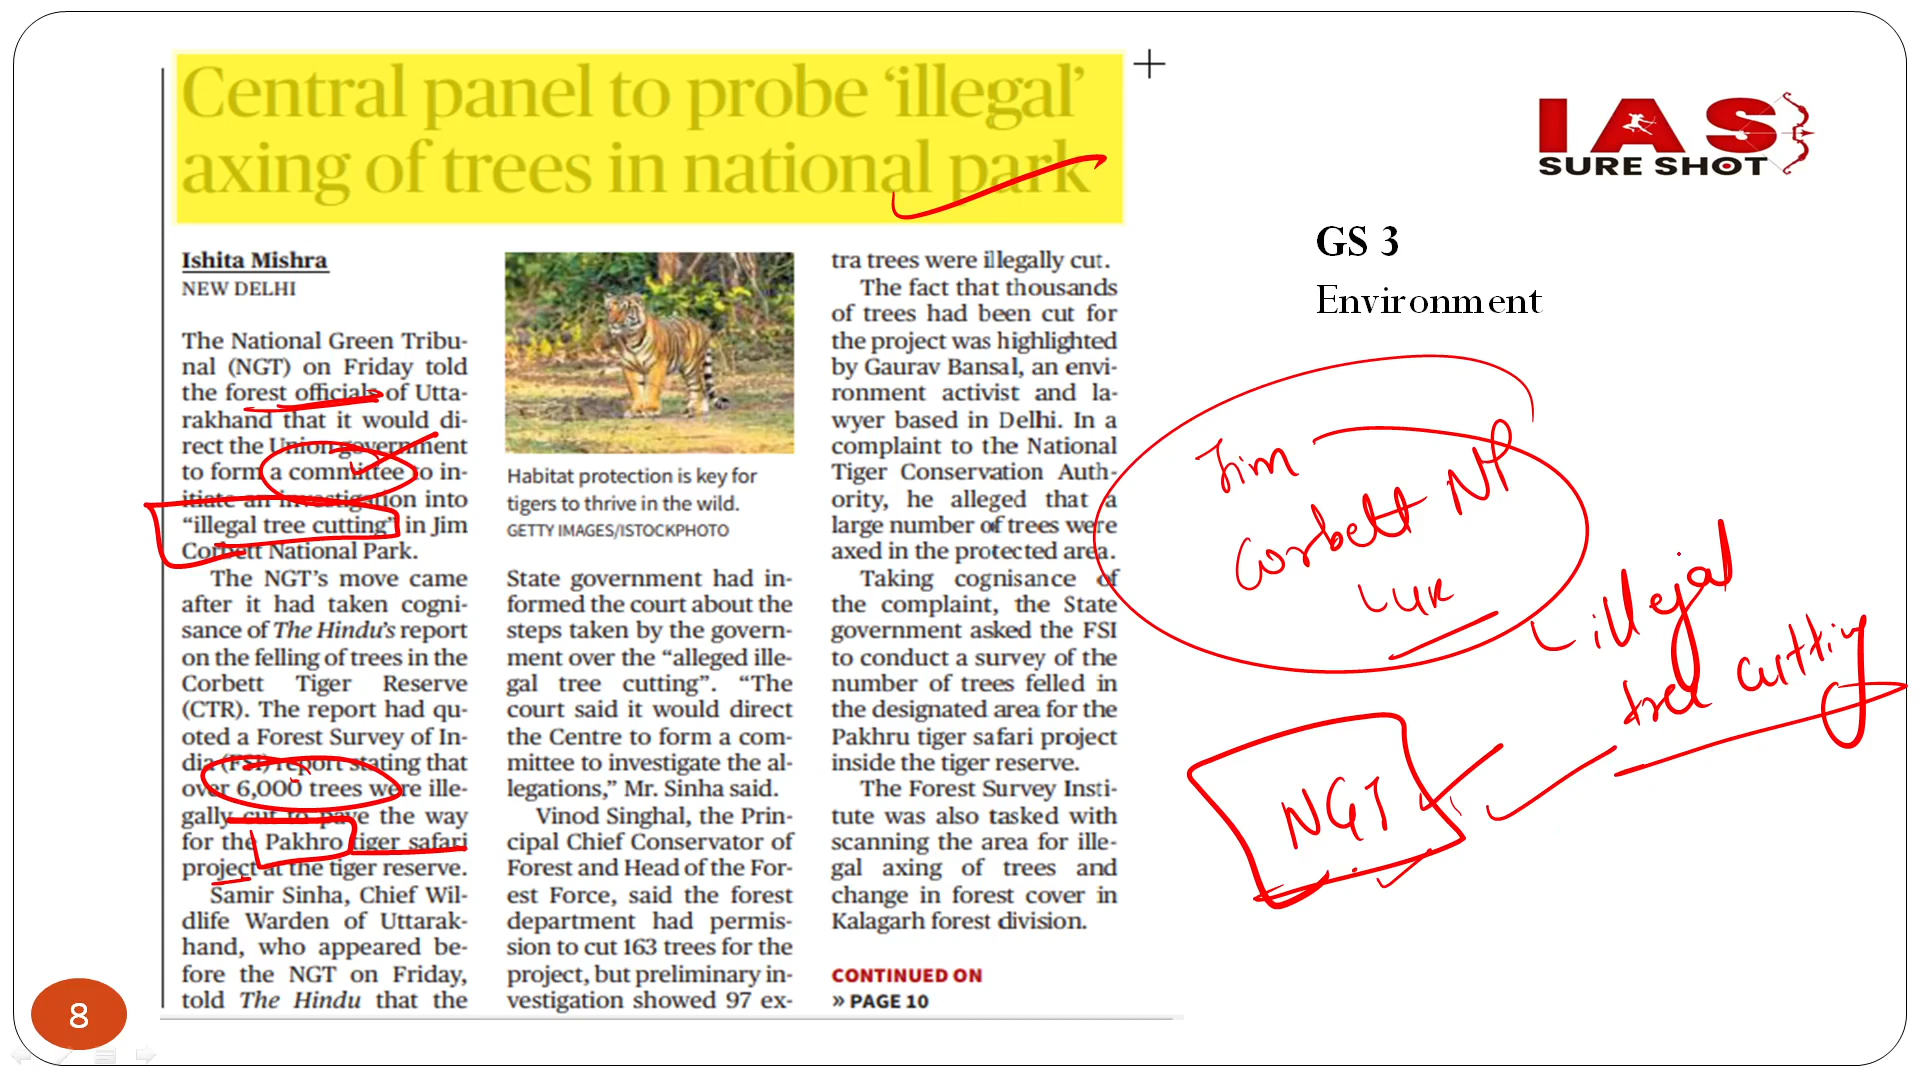 Central panel to probe ‘illegal’
axing of trees in national park
Ishita Mishra
NEW DELHI
The National Green Tribu-
nal (NGT) on Friday told
the forest officials of Utta-
rakhand that it would di-
rect the Union government
to form a committee to in-
itiate an investigation into
“illegal tree cutting” in Jim
Corbett National Park.
The NGT’s move came
after it had taken cogni-
sance of The Hindu’s report
on the felling of trees in the
Corbett Tiger Reserve
(CTR). The report had qu-
oted a Forest Survey of In-
dia (FSI) report stating that
over 6,000 trees were ille-
gally cut to pave the way
for the Pakhro tiger safari
project at the tiger reserve.
Samir Sinha, Chief Wil-
dlife Warden of Uttarak-
hand, who appeared be-
fore the NGT on Friday,
told The Hindu that the
Habitat protection is key for
tigers to thrive in the wild.
GETTY IMAGES/ISTOCKPHOTO
State government had in-
formed the court about the
steps taken by the govern-
ment over the “alleged ille-
gal tree cutting”. “The
court said it would direct
the Centre to form a com-
mittee to investigate the al-
legations,” Mr. Sinha said.
Vinod Singhal, the Prin-
cipal Chief Conservator of
Forest and Head of the For-
est Force, said the forest
department had permis-
sion to cut 163 trees for the
project, but preliminary in-
vestigation showed 97 ex-
tra trees were illegally cut.
The fact that thousands
of trees had been cut for
the project was highlighted
by Gaurav Bansal, an envi-
ronment activist and la-
wyer based in Delhi. In a
complaint to the National
Tiger Conservation Auth-
ority, he alleged that a
large number of trees were
axed in the protected area.
Taking cognisance of
the complaint, the State
government asked the FSI
to conduct a survey of the
number of trees felled in
the designated area for the
Pakhru tiger safari project
inside the tiger reserve.
The Forest Survey Insti-
tute was also tasked with
scanning the area for ille-
gal axing of trees and
change in forest cover in
Kalagarh forest division.
CONTINUED ON
» PAGE 10
IAS
SURE SHOT
GS 3
Environment
Jim
Corbett NP
UK
illegal
tree cutting
NGT
8